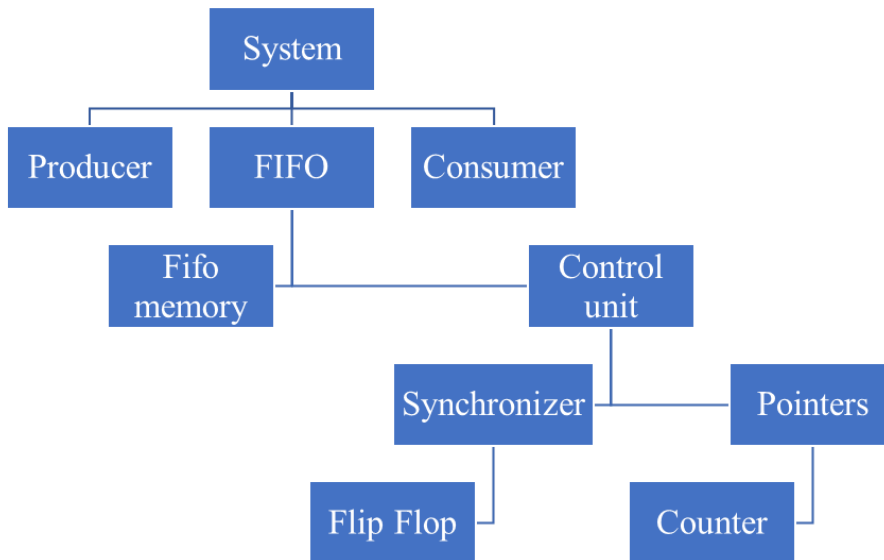 System
Producer
FIFO
Consumer
Fifo
memory
Control
unit
Synchronizer
Pointers
Flip Flop
Counter